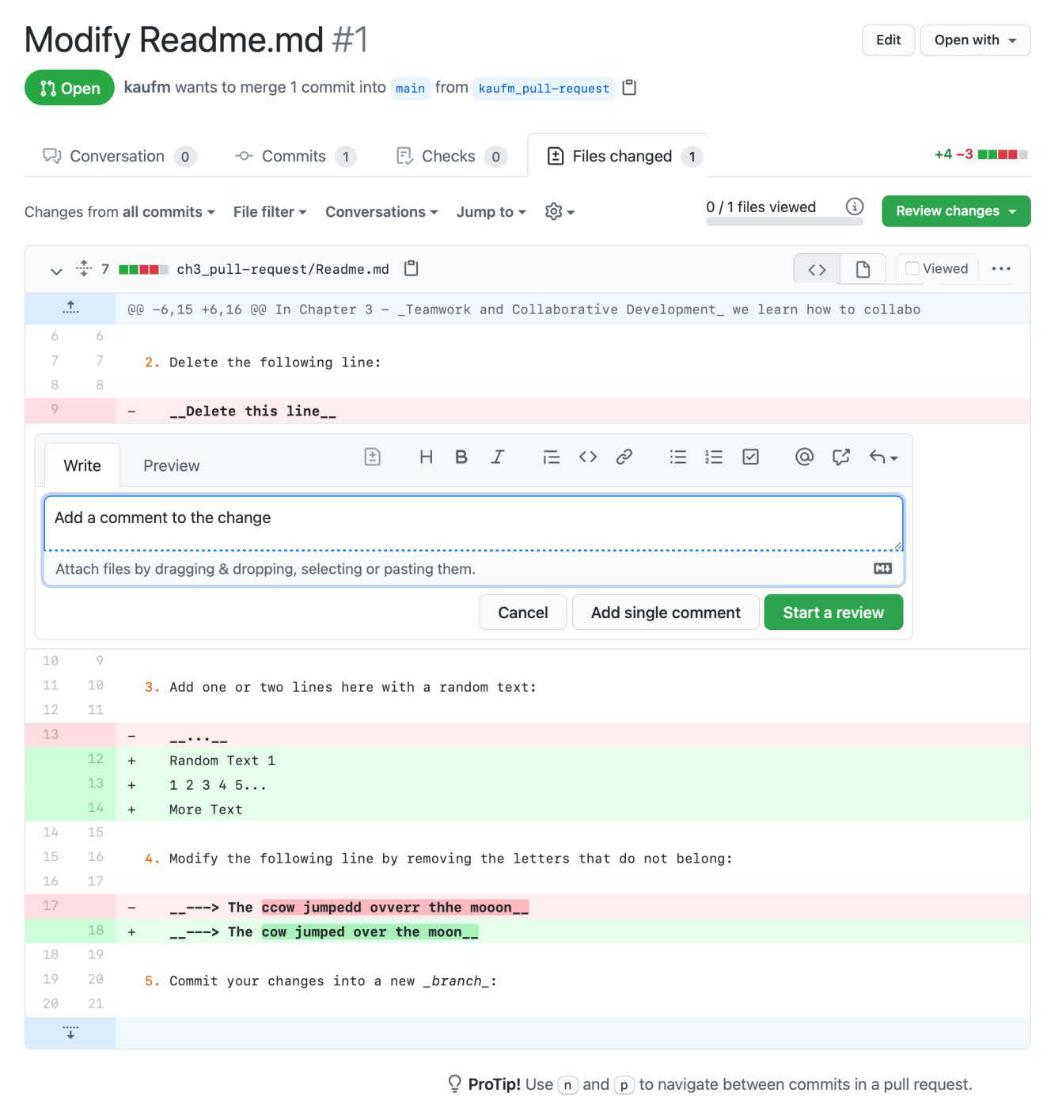 Modify Readme.md #1
Edit
Open with
Open
kaufm wants to merge 1 commit into main from kaufm_pull-request
Conversation 0
Commits 1
Checks 0
Files changed 1
+4 −3
Changes from all commits
File filter
Conversations
Jump to
0 / 1 files viewed
Review changes
7 ch3_pull-request/Readme.md
Viewed
@@ -6,15 +6,16 @@ In Chapter 3 - _Teamwork and Collaborative Development_ we learn how to collabo
6 6
7 7 2. Delete the following line:
8 8
9 - __Delete this line__
Write
Preview
H B I
Add a comment to the change
Attach files by dragging & dropping, selecting or pasting them.
Cancel
Add single comment
Start a review
10 9
11 10 3. Add one or two lines here with a random text:
12 11
13 - __...__
12 + Random Text 1
13 + 1 2 3 4 5...
14 + More Text
14 15
15 16 4. Modify the following line by removing the letters that do not belong:
16 17
17 - __---> The ccow jumpedd ovverr thhe mooon__
18 + __---> The cow jumped over the moon__
18 19
19 20 5. Commit your changes into a new _branch_:
20 21
ProTip! Use n and p to navigate between commits in a pull request.